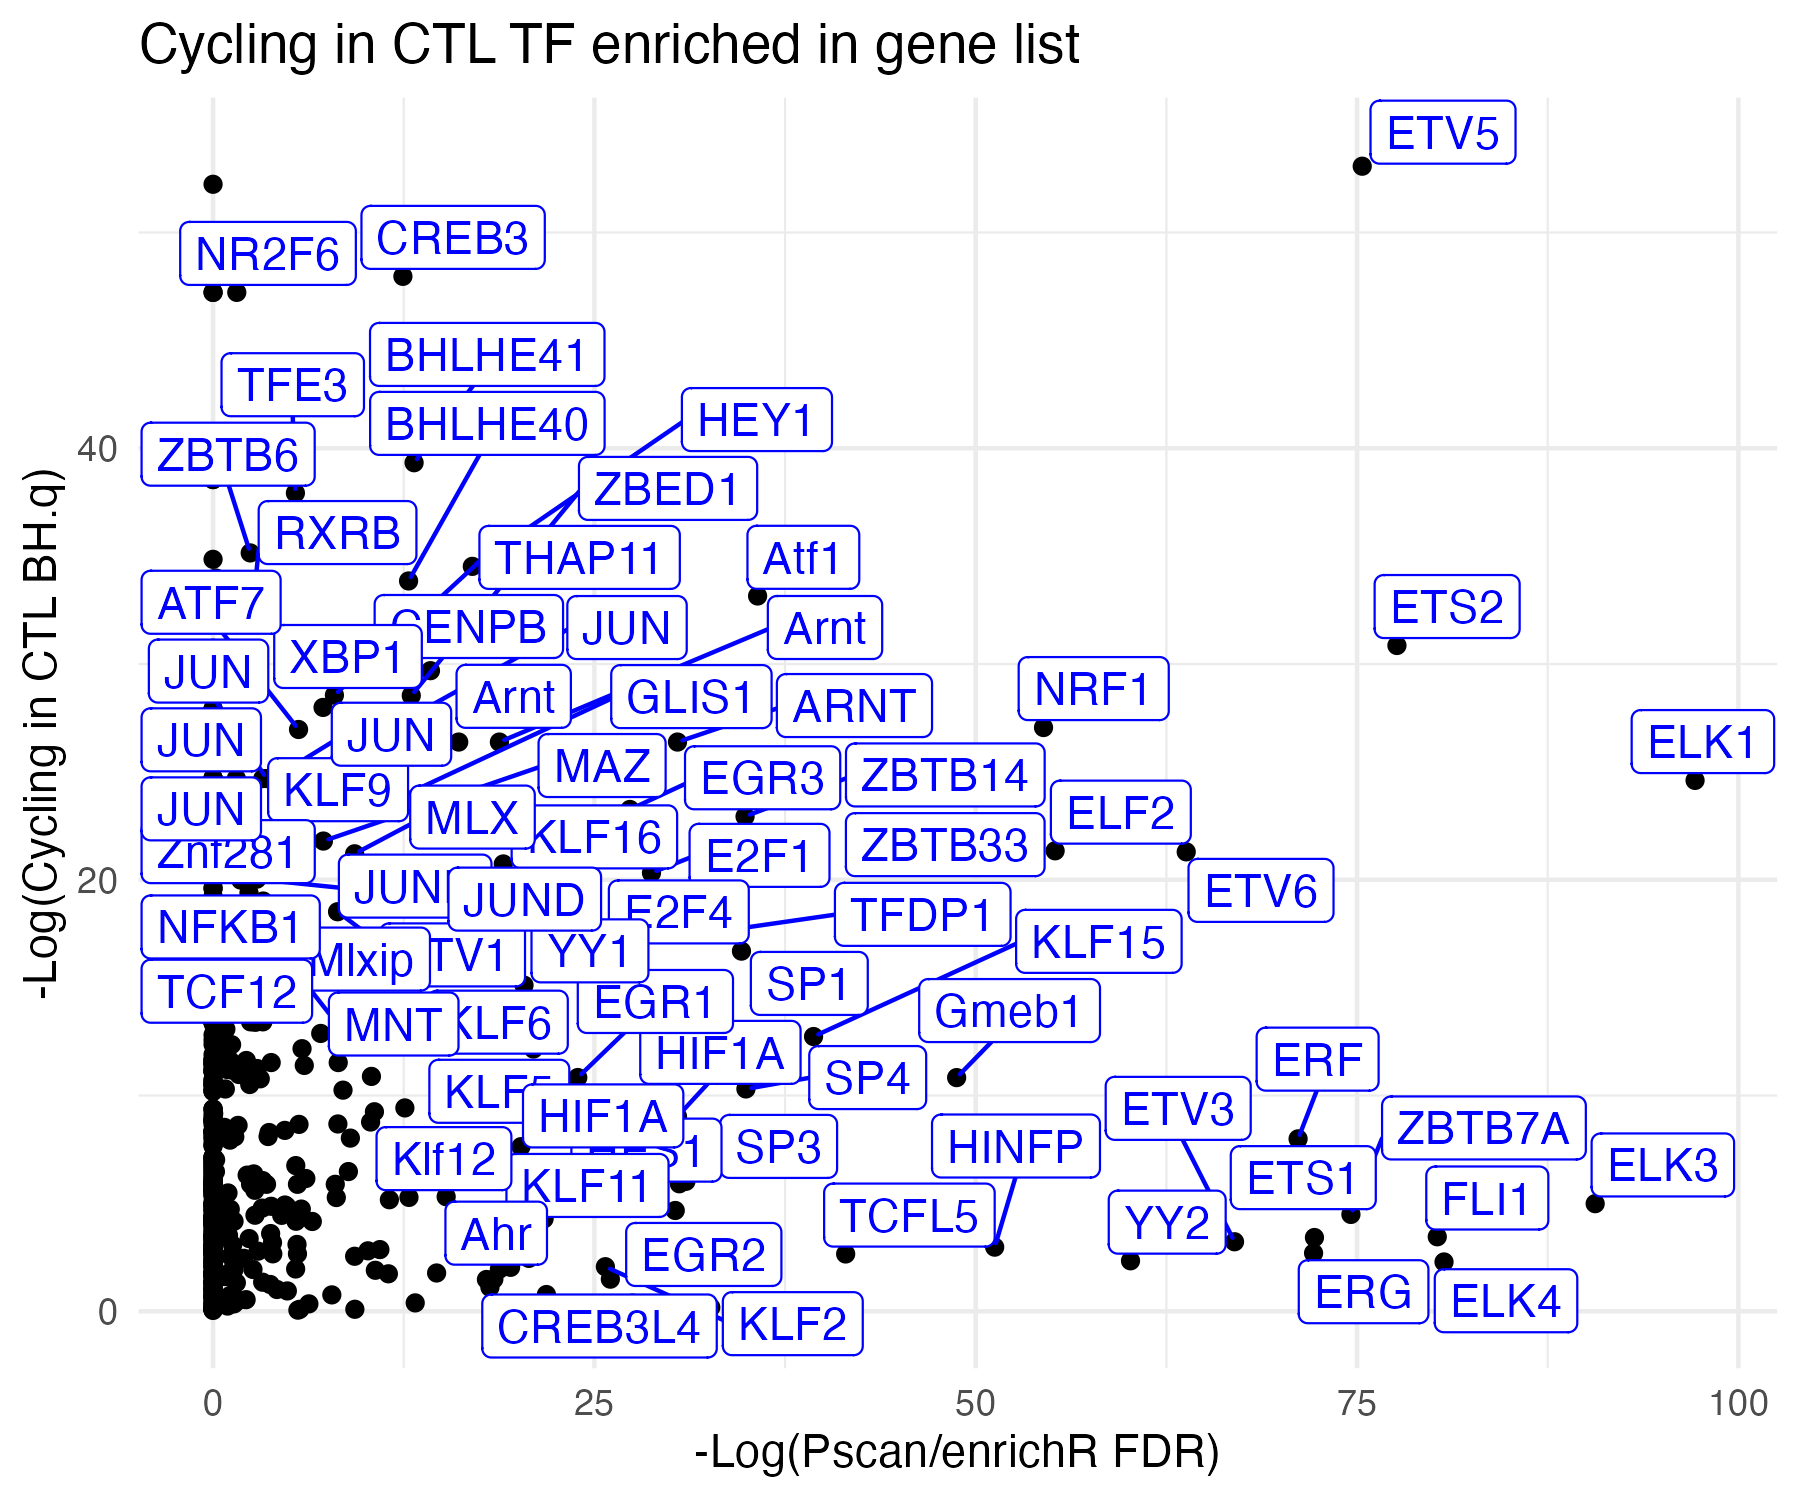 Cycling in CTL TF enriched in gene list
ETV5
CREB3
NR2F6
BHLHE41
TFE3
HEY1
BHLHE40
40
ZBTB6
ZBED1
RXRB
THAP11
Atf1
ATF7
ETS2
CENPB
JUN
Arnt
XBP1
JUN
NRF1
Arnt
GLIS1
ARNT
JUN
JUN
ELK1
MAZ
EGR3
ZBTB14
KLF9
JUN
MLX
ELF2
KLF16
ZBTB33
Znf281
E2F1
20
JUN
JUND
ETV6
E2F4
TFDP1
NFKB1
KLF15
Mlxip
TV1
YY1
SP1
TCF12
EGR1
Gmeb1
MNT
KLF6
HIF1A
ERF
SP4
KLF5
HIF1A
ETV3
ZBTB7A
SP3
HINFP
Klf12
ELK3
ETS1
KLF11
FLI1
TCFL5
YY2
Ahr
EGR2
ERG
ELK4
0
CREB3L4
KLF2
0
25
50
75
100
-Log(Pscan/enrichR FDR)
-Log(Cycling in CTL BH.q)